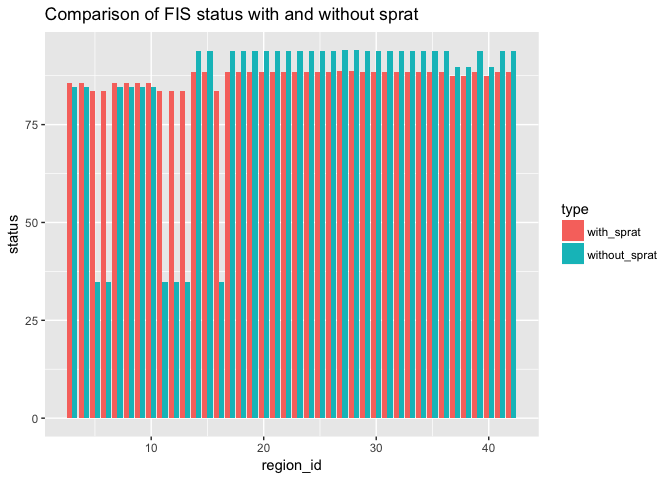 Comparison of FIS status with and without sprat
status
75
50
25
0
10
20
30
40
region_id
type
with_sprat
without_sprat